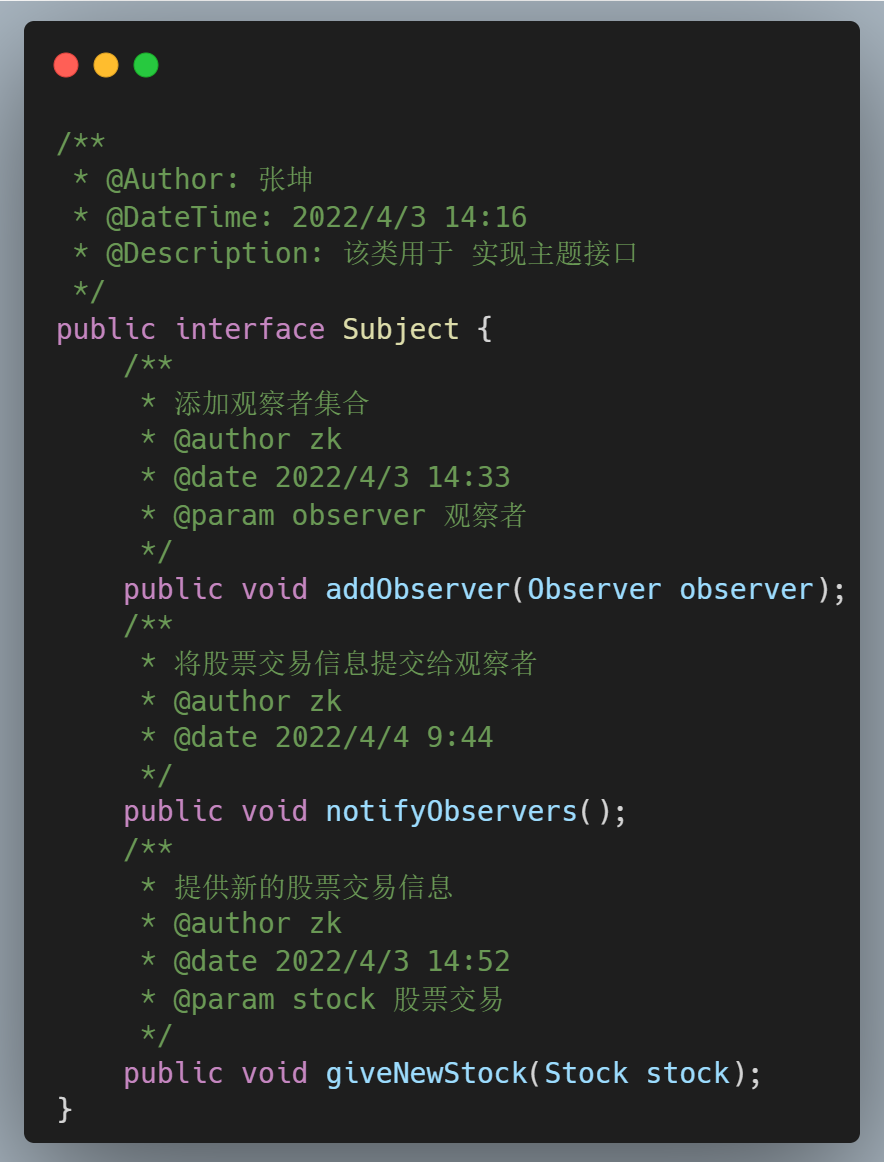 /**
 * @Author: 张坤
 * @DateTime: 2022/4/3 14:16
 * @Description: 该类用于 实现主题接口
 */
public interface Subject {
    /**
     * 添加观察者集合
     * @author zk
     * @date 2022/4/3 14:33
     * @param observer 观察者
     */
    public void addObserver(Observer observer);
    /**
     * 将股票交易信息提交给观察者
     * @author zk
     * @date 2022/4/4 9:44
     */
    public void notifyObservers();
    /**
     * 提供新的股票交易信息
     * @author zk
     * @date 2022/4/3 14:52
     * @param stock 股票交易
     */
    public void giveNewStock(Stock stock);
}